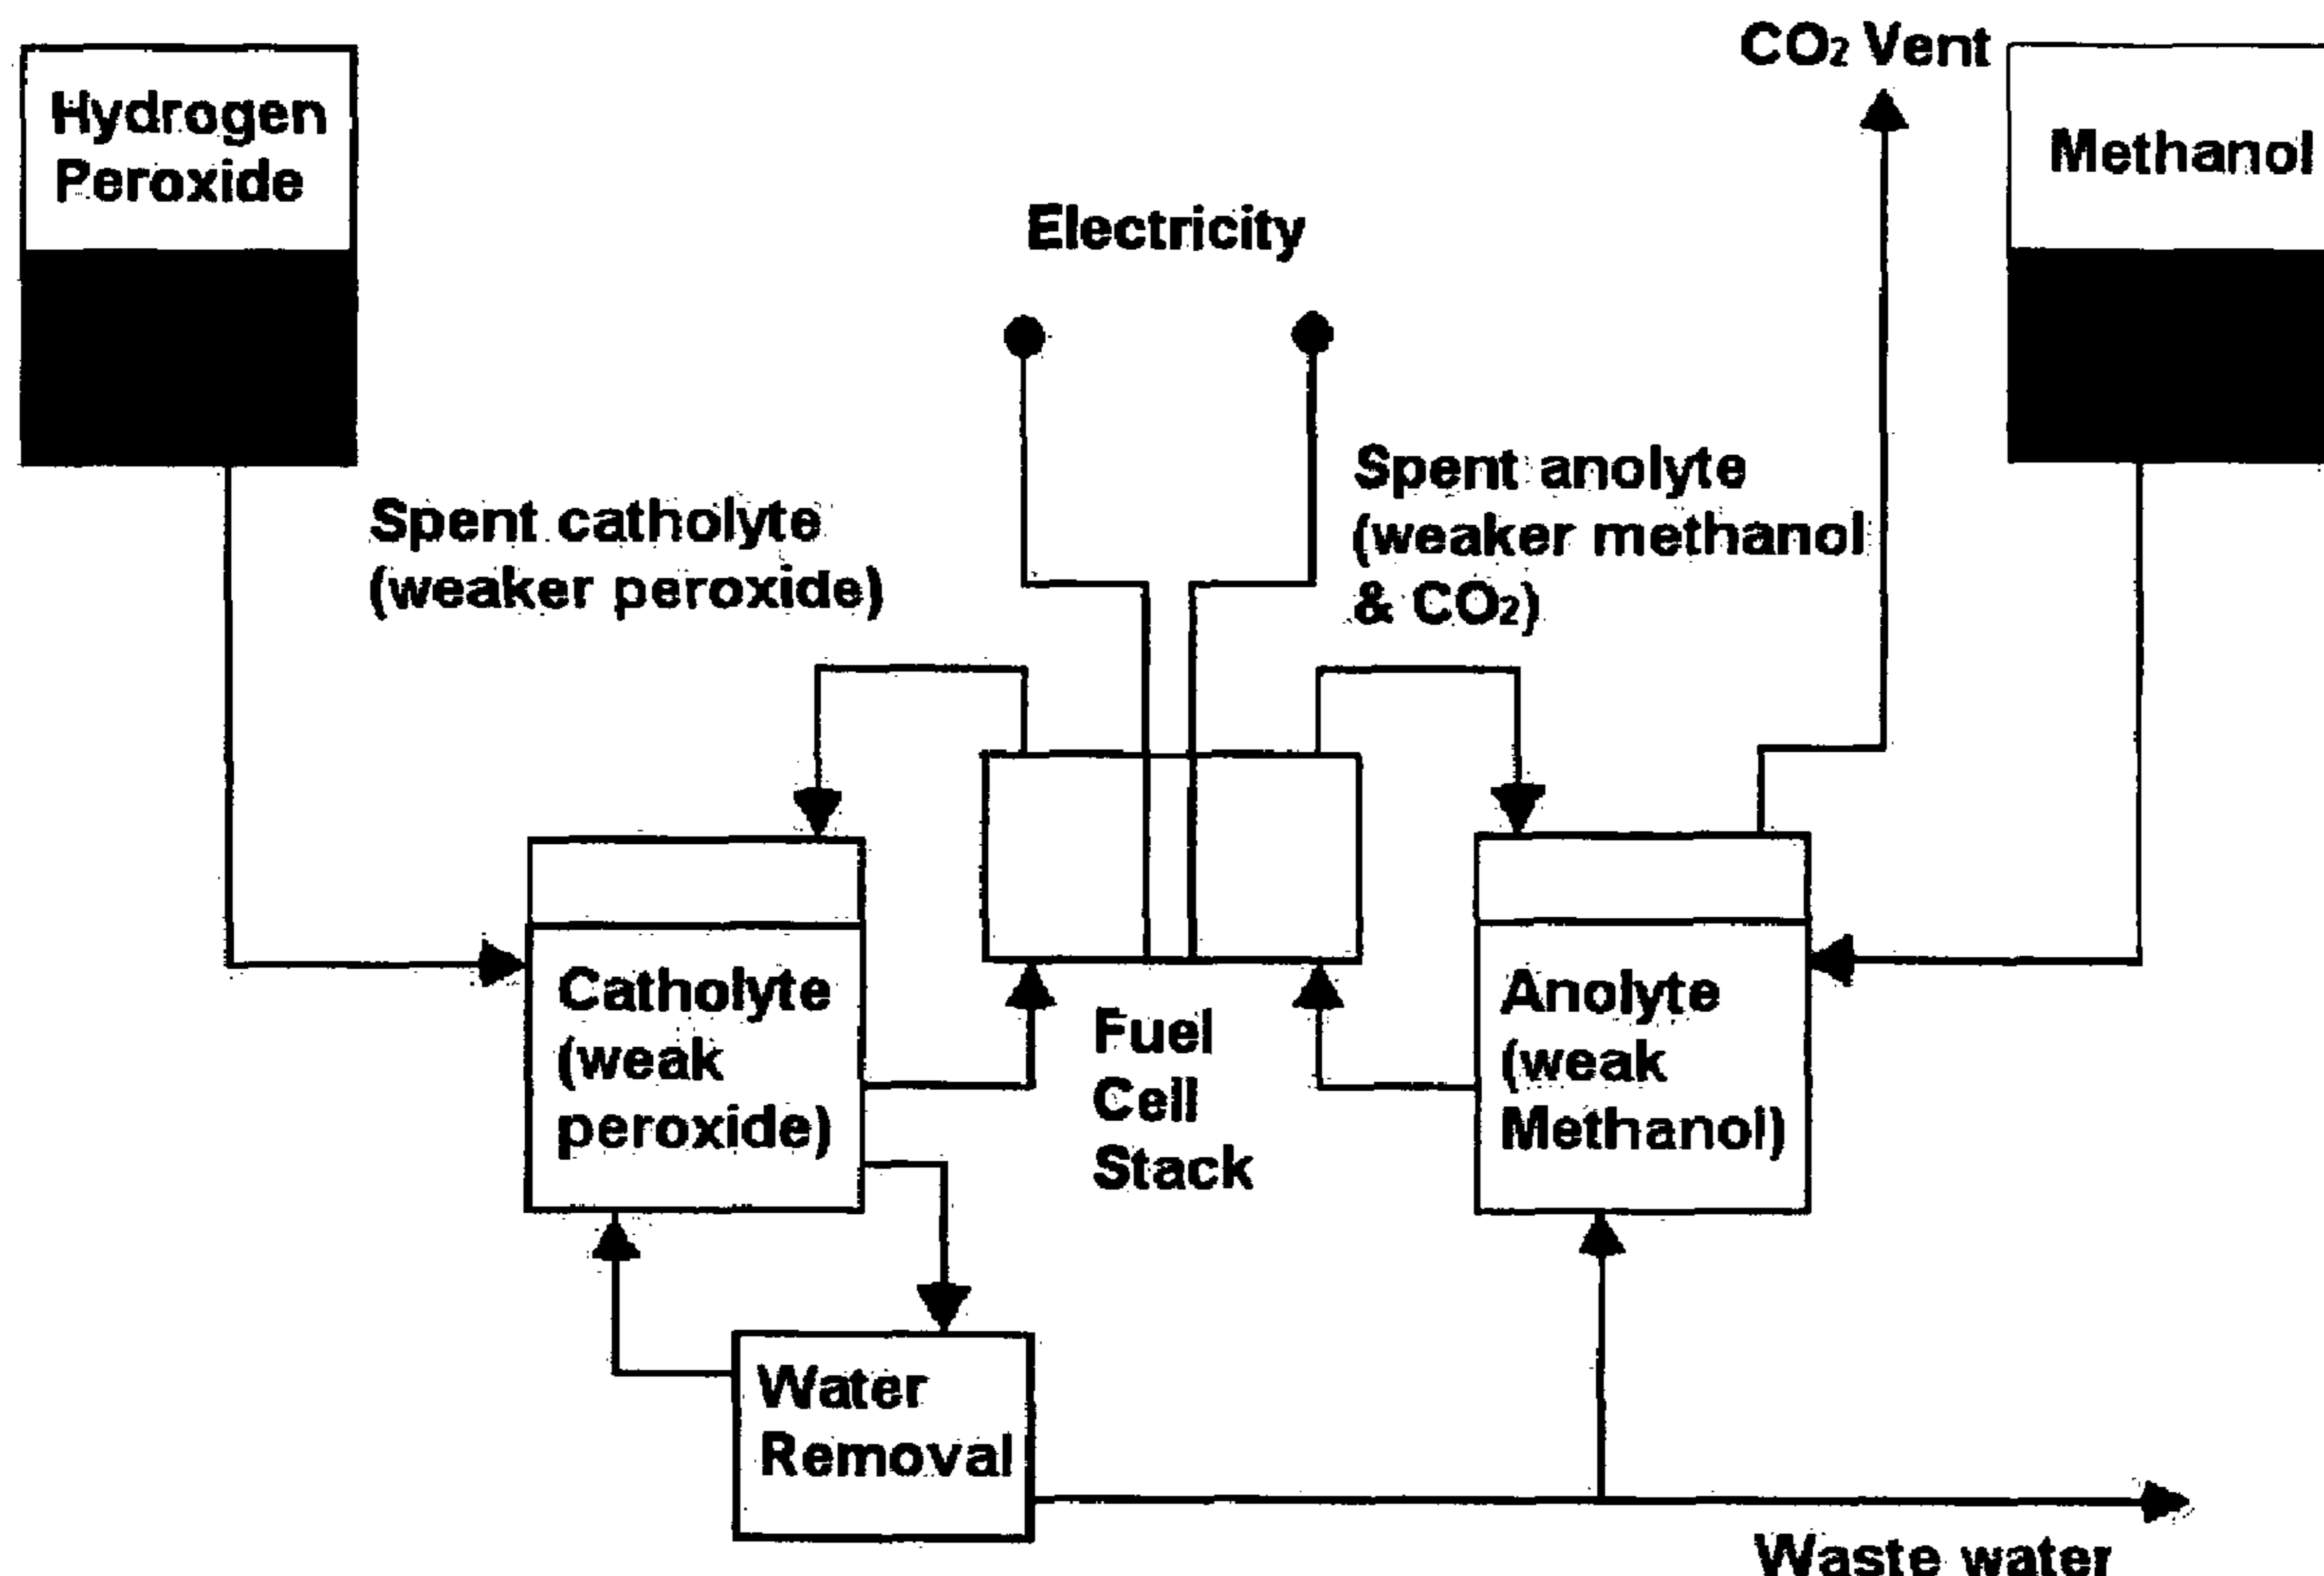 Hydrogen
Peroxide
CO₂ Vent
Methanol
Electricity
Spent catholyte
(weaker peroxide)
Spent anolyte
(weaker methanol
& CO₂)
Catholyte
(weak
peroxide)
Fuel
Cell
Stack
Anolyte
(weak
Methanol)
Water
Removal
Waste water